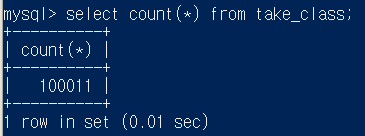 mysql> select count(*) from take_class;
+----------+
| count(*) |
+----------+
|   100011 |
+----------+
1 row in set (0.01 sec)